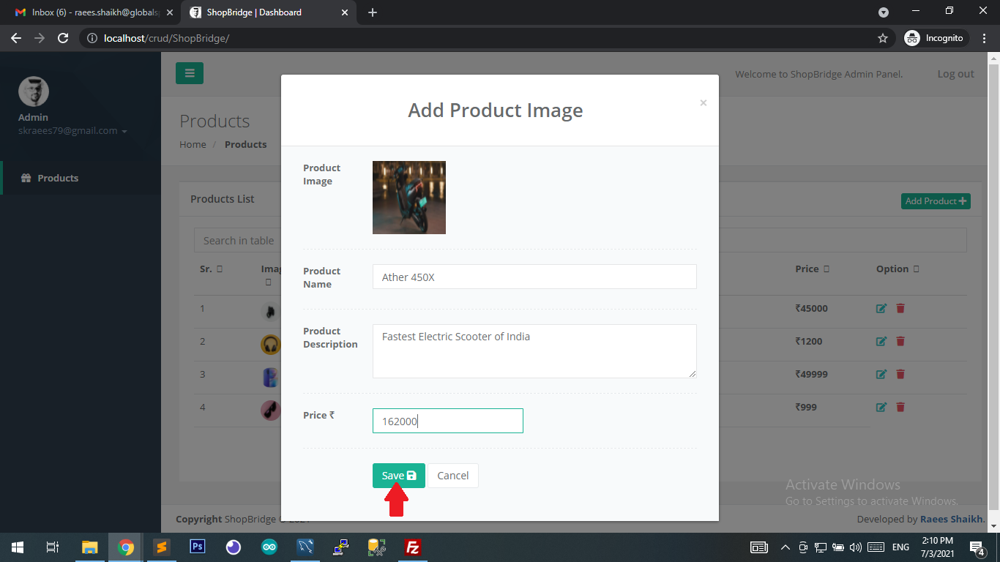 Inbox (6) - raees.shaikh@globals
ShopBridge | Dashboard
localhost/crud/ShopBridge/
Incognito
Welcome to ShopBridge Admin Panel.
Log out
Admin
skraees79@gmail.com
Products
Products
Home / Products
Products List
Add Product
Search in table
Sr.
Imag
Price
Option
1
₹45000
2
₹1200
3
₹49999
4
₹999
Add Product Image
×
Product
Image
Product
Name
Ather 450X
Product
Description
Fastest Electric Scooter of India
Price ₹
162000
Save
Cancel
Activate Windows
Go to Settings to activate Windows.
Copyright ShopBridge
Developed by Raees Shaikh.
Ps
Fz
ENG
2:10 PM
7/3/2021
4